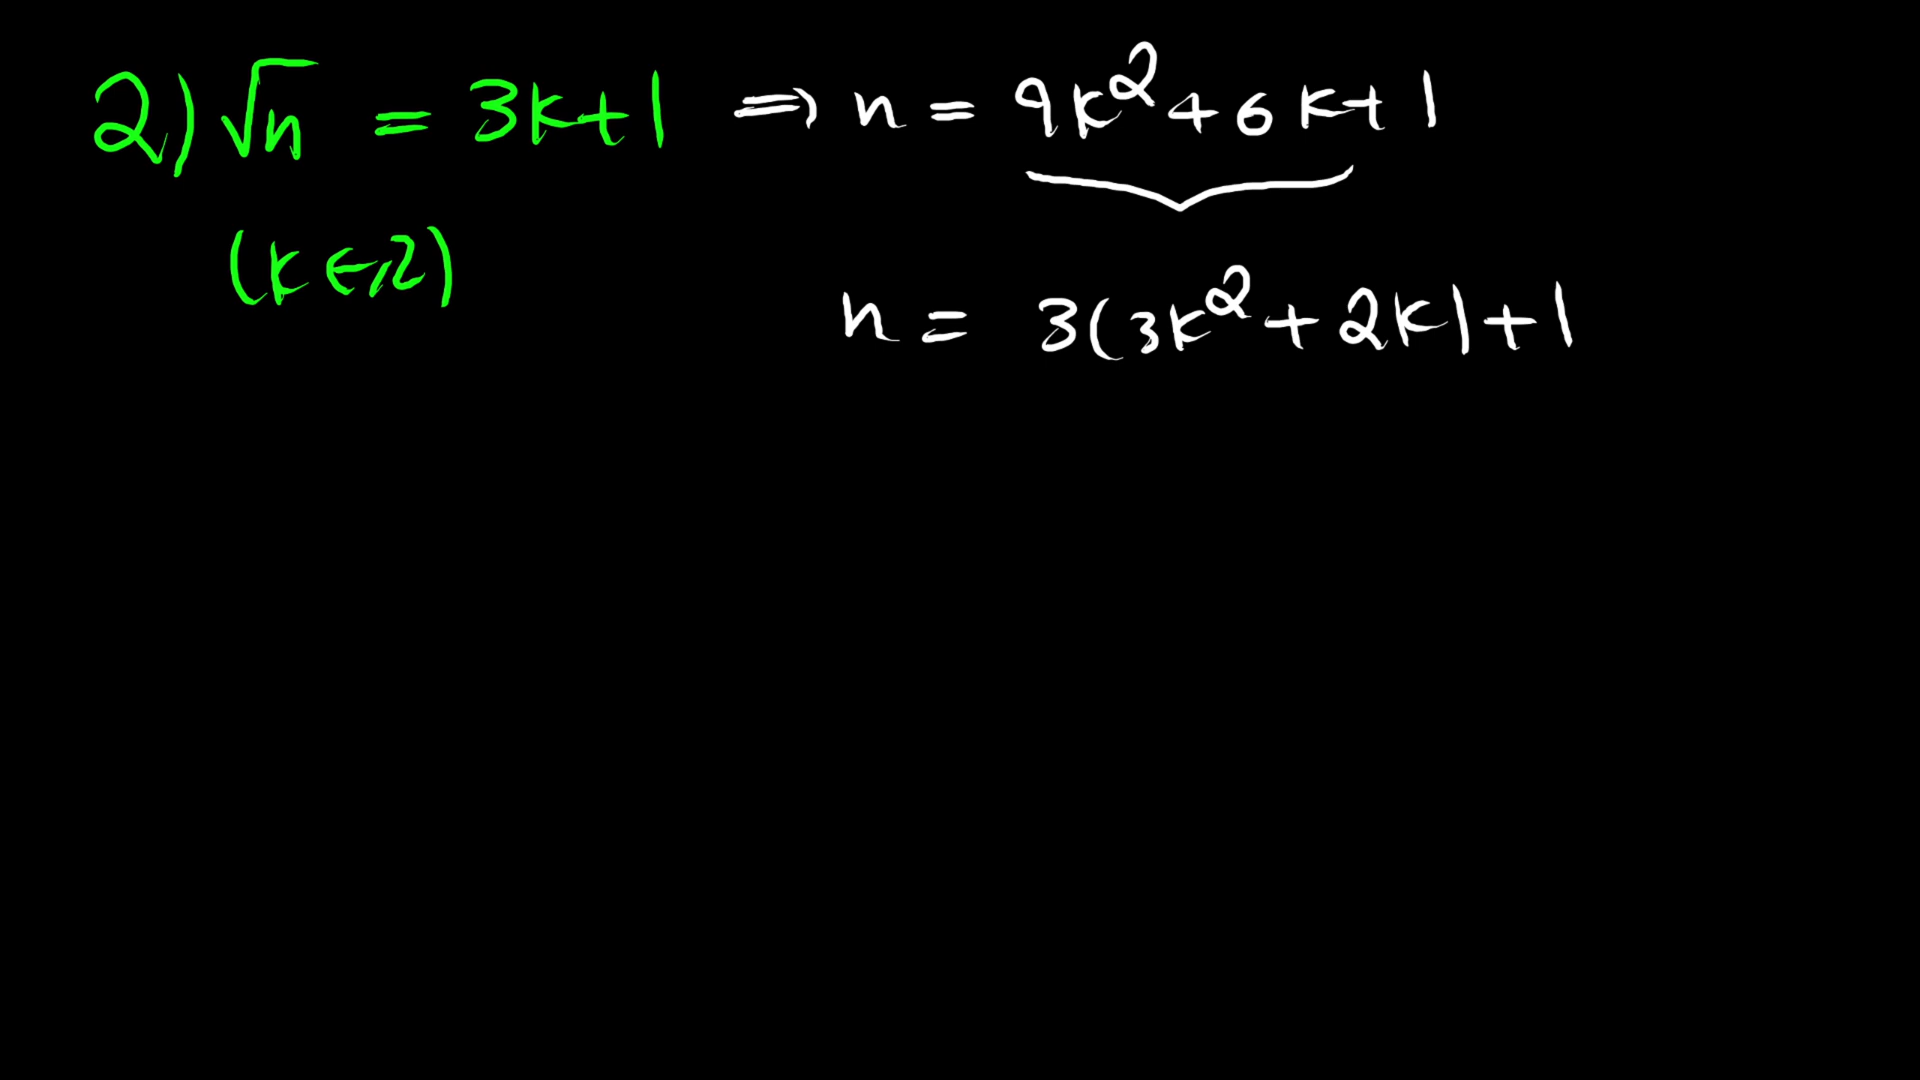 2) √n = 3k+1 ⇒ n = 9k²+6k+1
(k∈ℤ)
n = 3(3k²+2k)+1